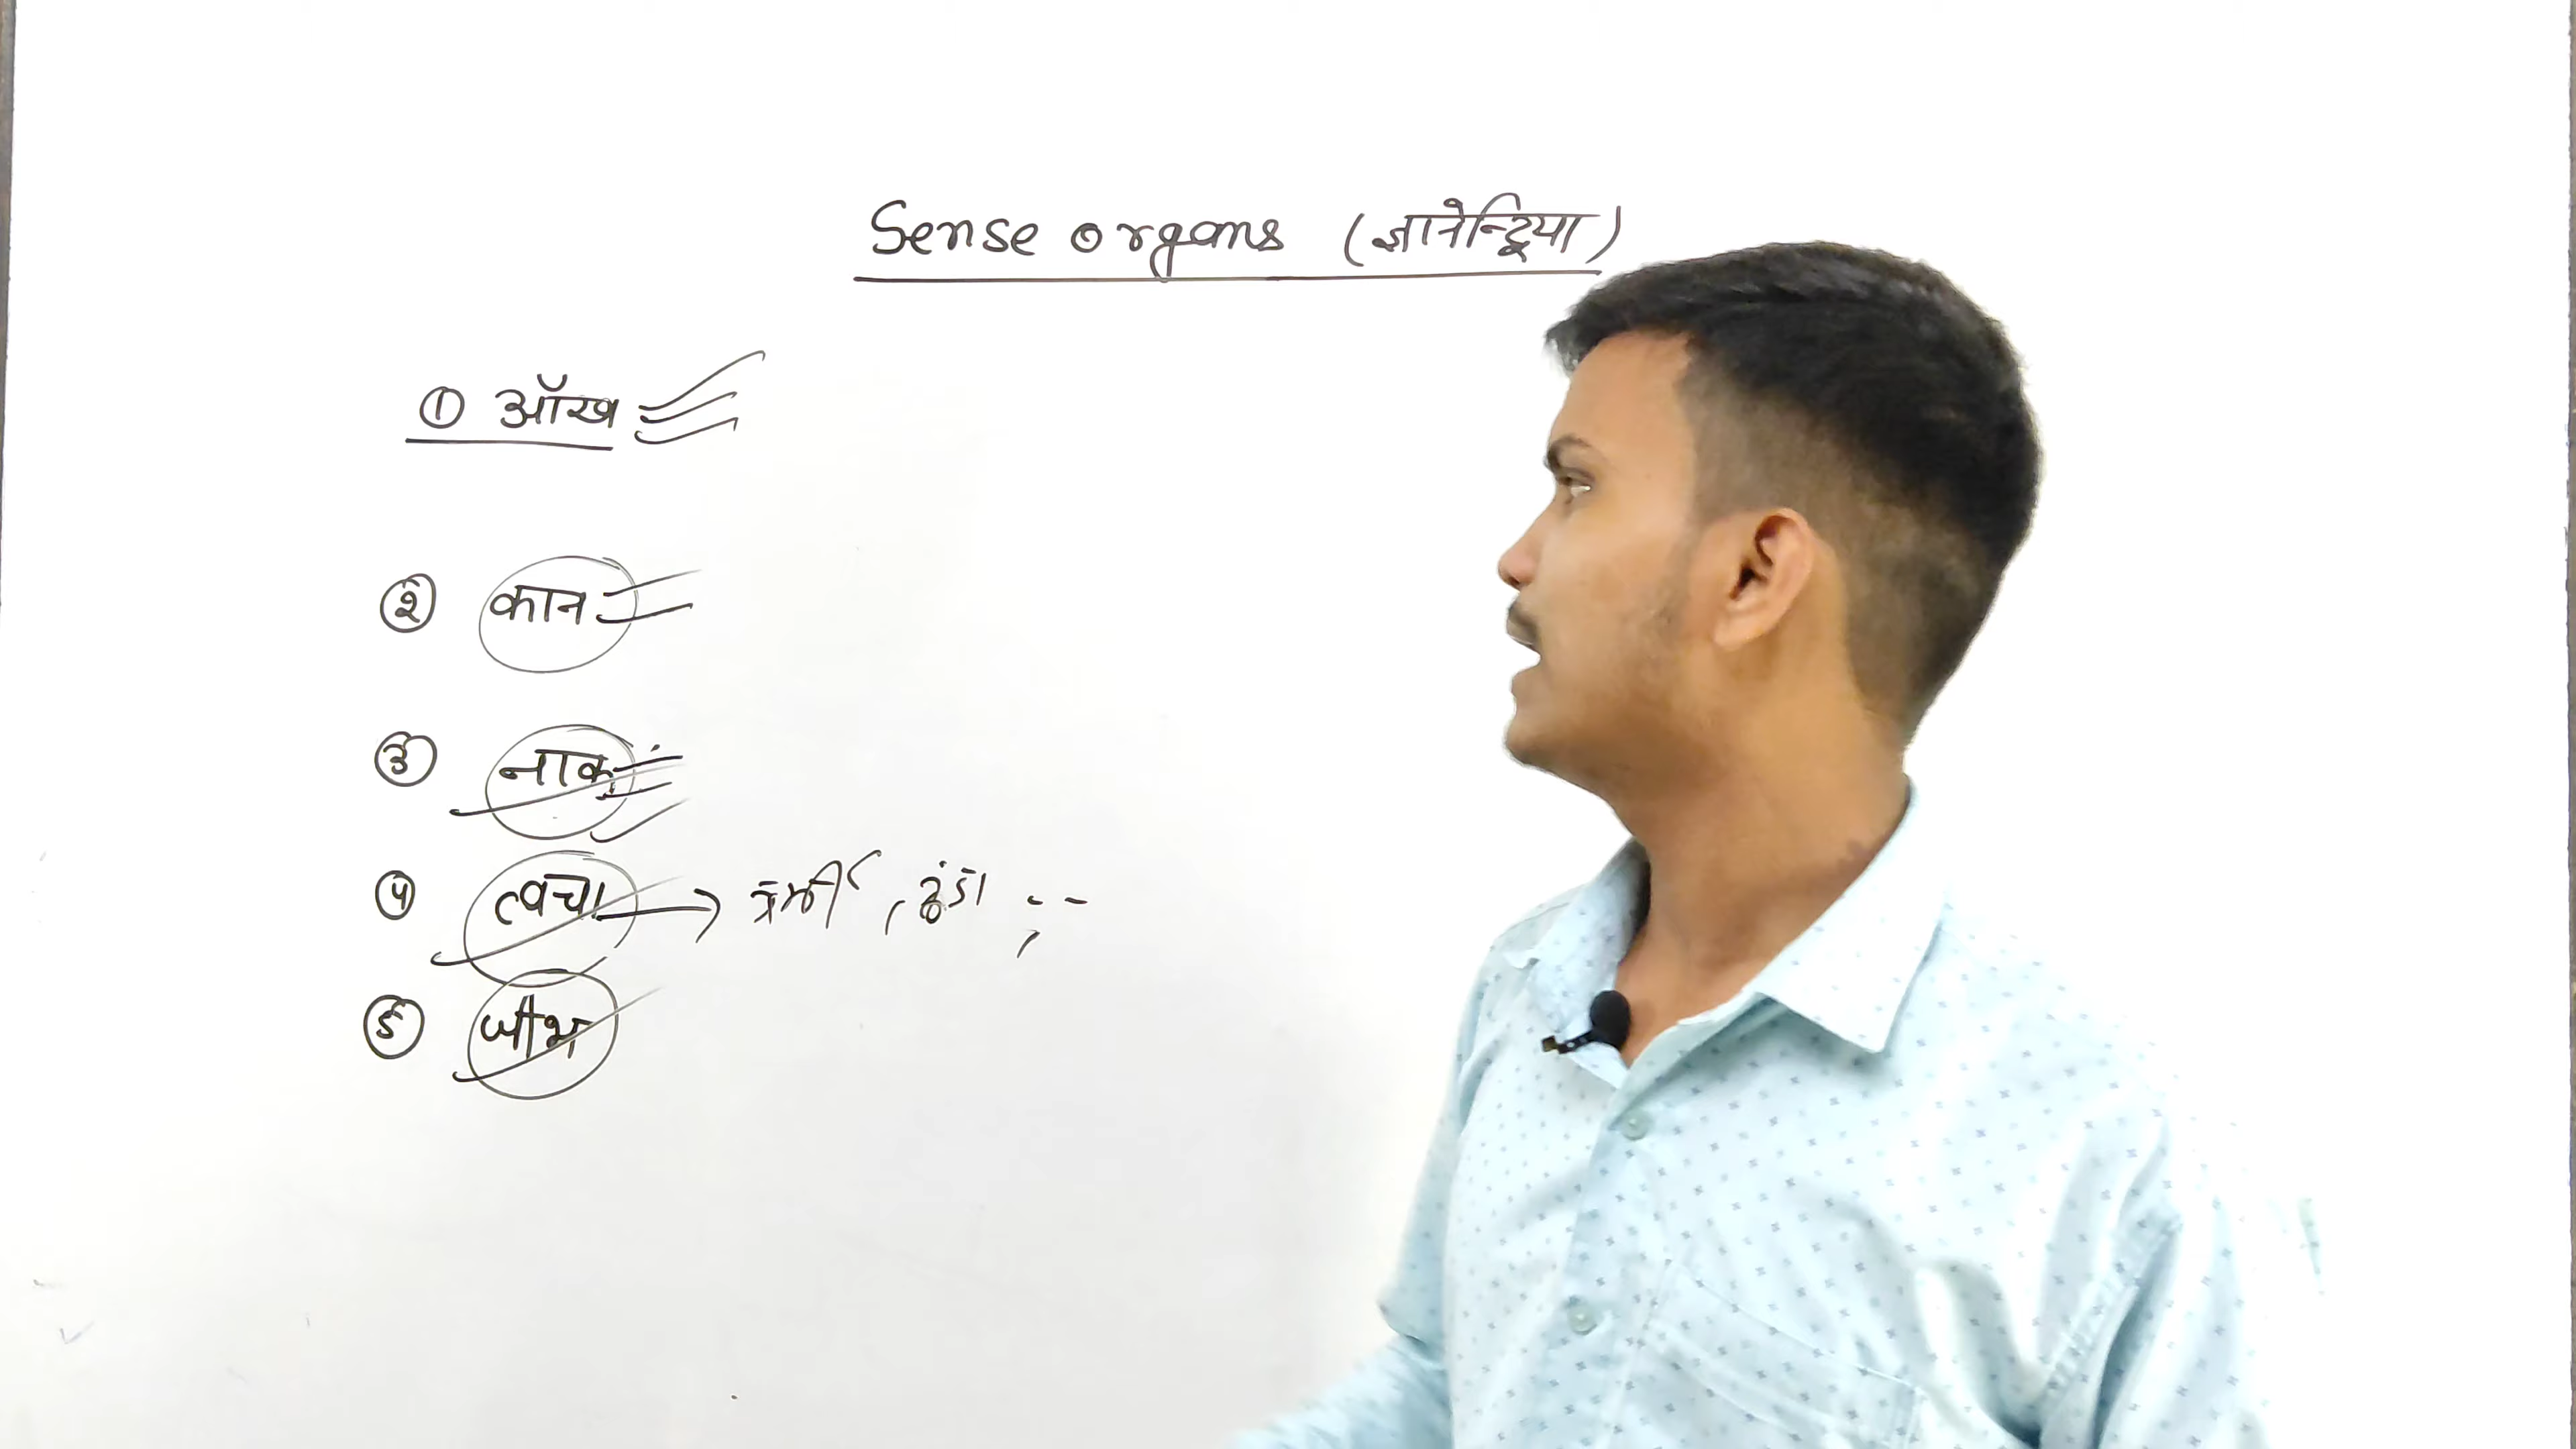 Sense organs (ज्ञानेन्द्रिया)
① आँख
② कान
③ नाक
④ त्वचा → गर्मी, ठंडा, --
⑤ जीभ